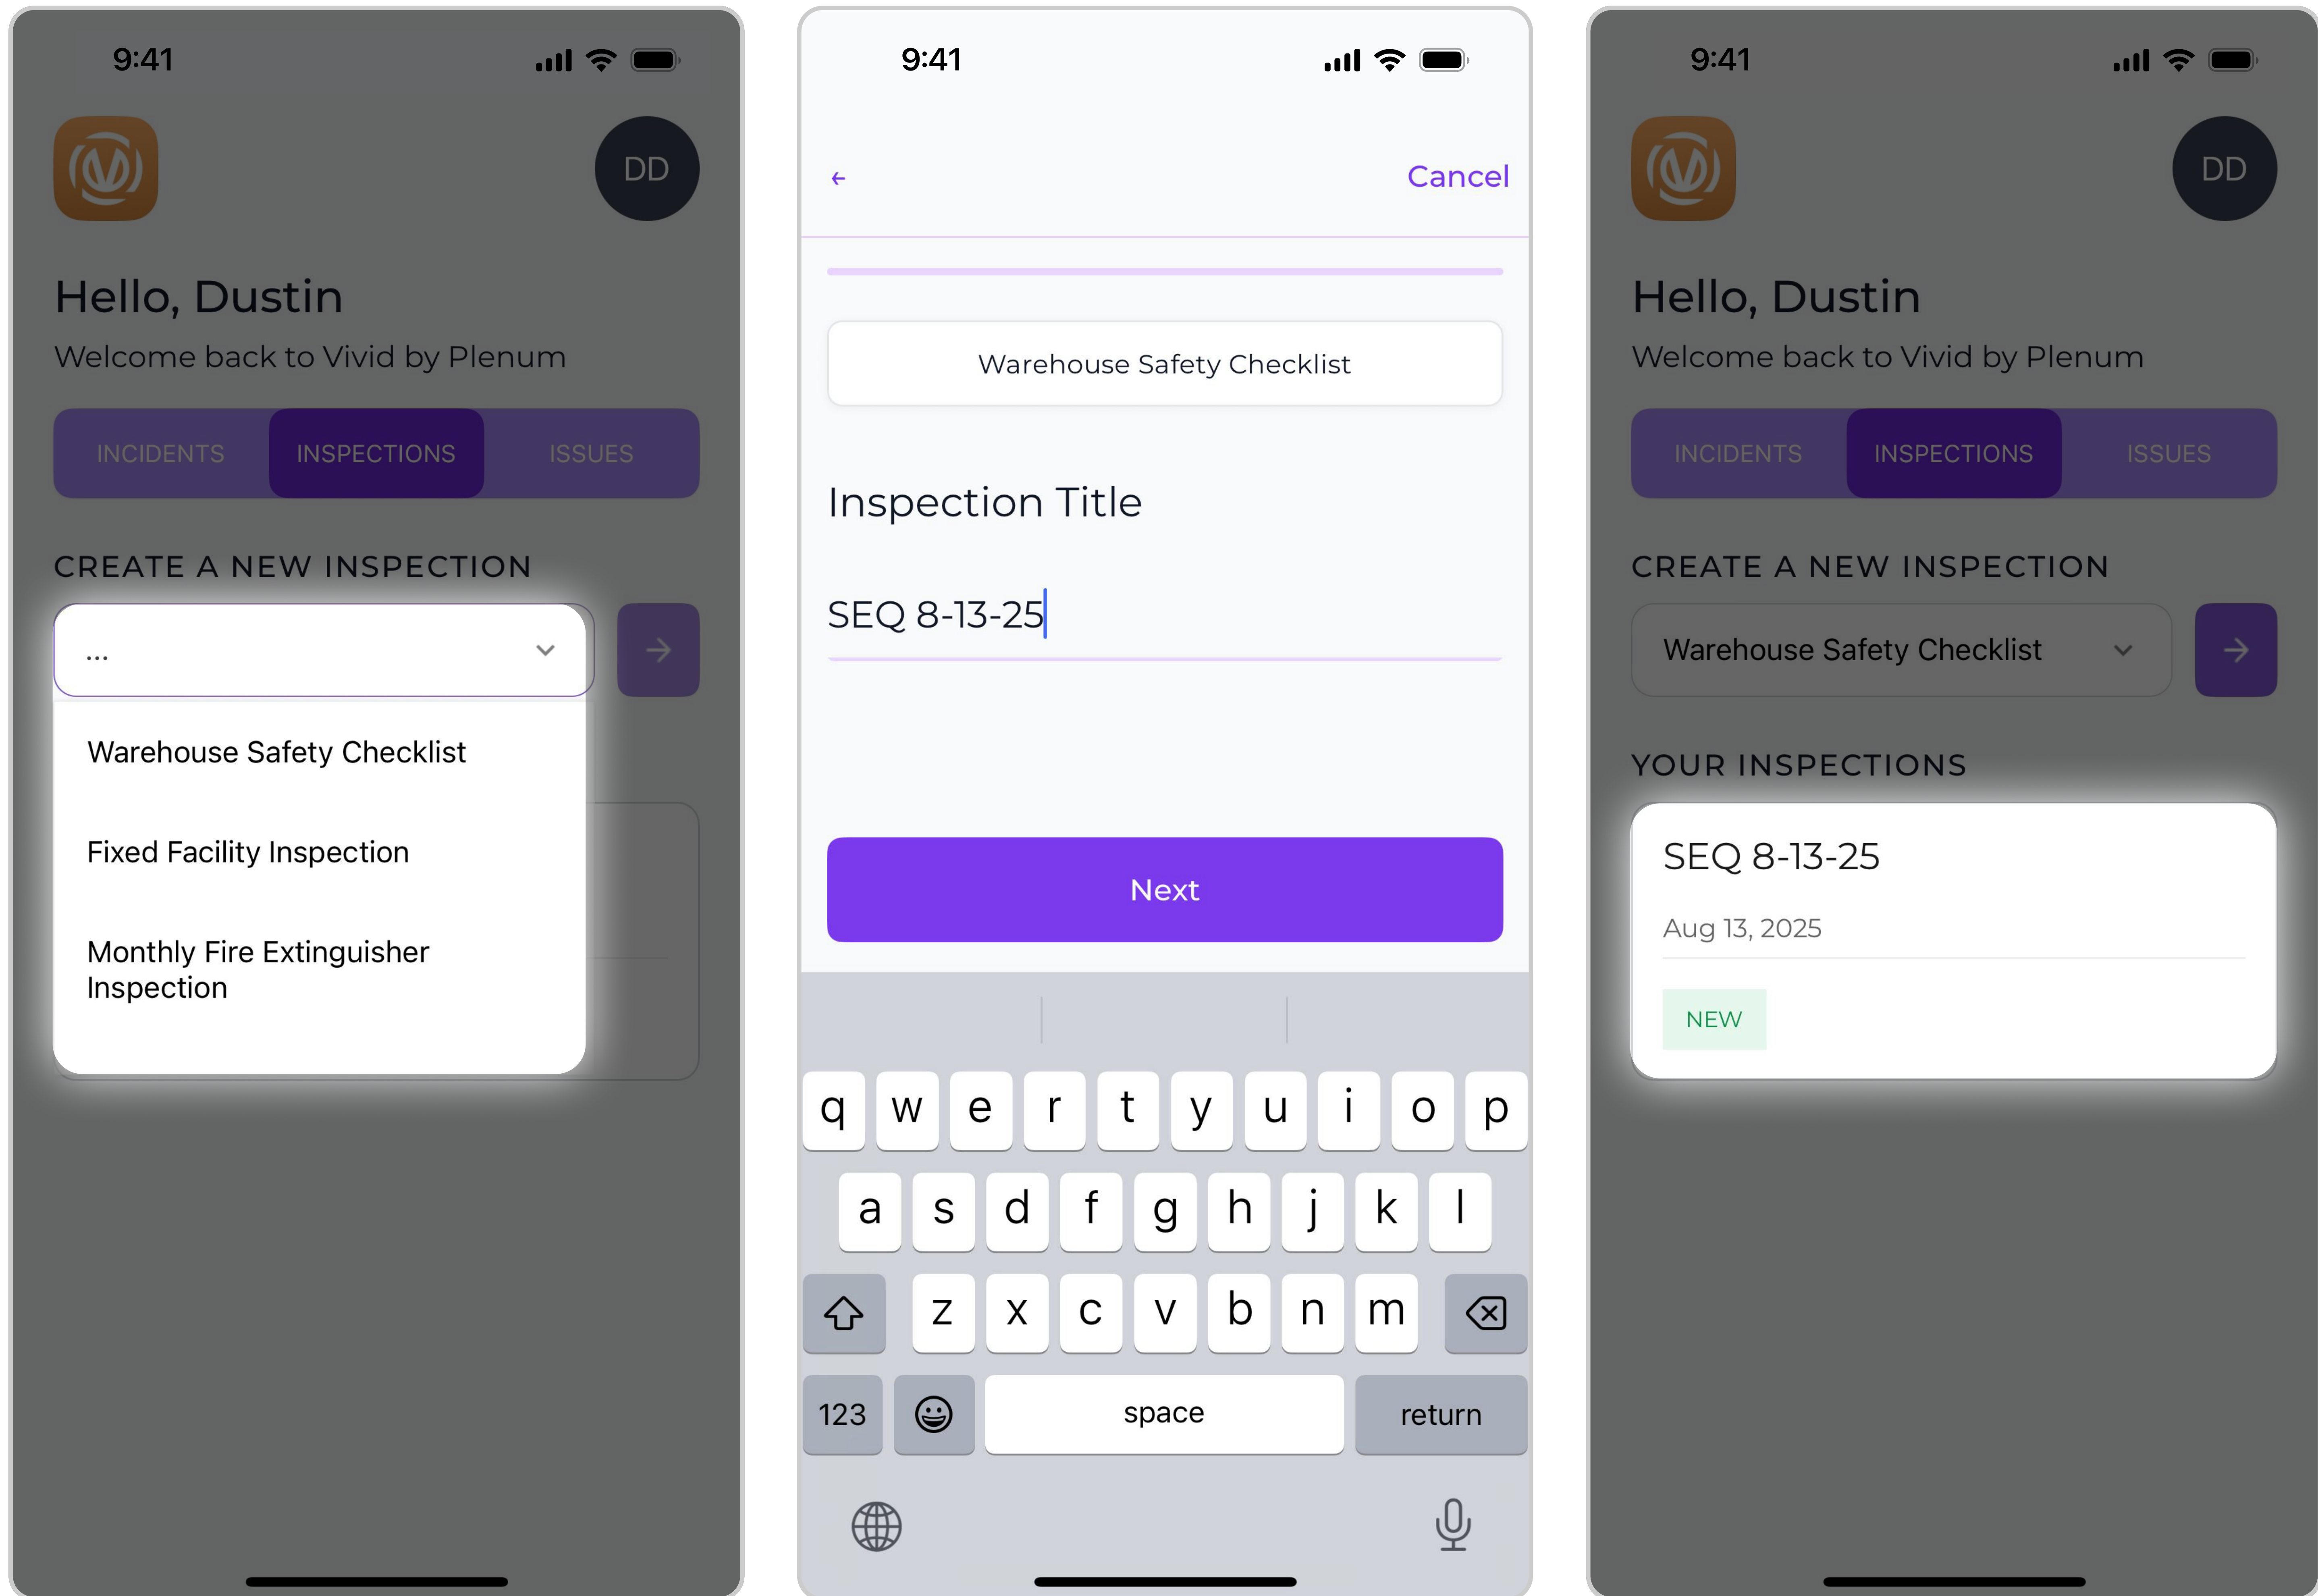 9:41
DD
Hello, Dustin
Welcome back to Vivid by Plenum
INCIDENTS
INSPECTIONS
ISSUES
CREATE A NEW INSPECTION
...
Warehouse Safety Checklist
Fixed Facility Inspection
Monthly Fire Extinguisher
Inspection
9:41
Cancel
Warehouse Safety Checklist
Inspection Title
SEQ 8-13-25
Next
q w e r t y u i o p
a s d f g h j k l
z x c v b n m
123 space return
9:41
DD
Hello, Dustin
Welcome back to Vivid by Plenum
INCIDENTS
INSPECTIONS
ISSUES
CREATE A NEW INSPECTION
Warehouse Safety Checklist
YOUR INSPECTIONS
SEQ 8-13-25
Aug 13, 2025
NEW